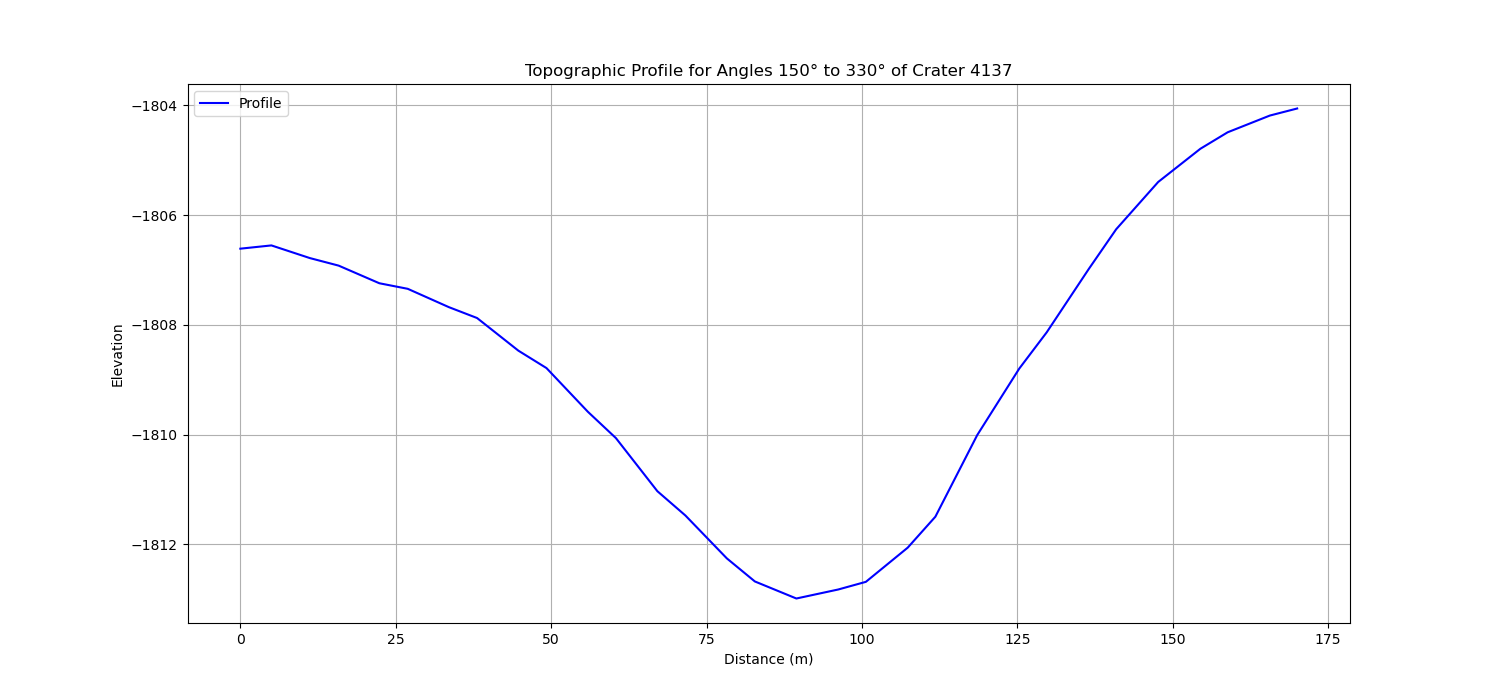 Topographic Profile for Angles 150° to 330° of Crater 4137
Profile
−1804
−1806
−1808
−1810
−1812
Elevation
0 25 50 75 100 125 150 175
Distance (m)